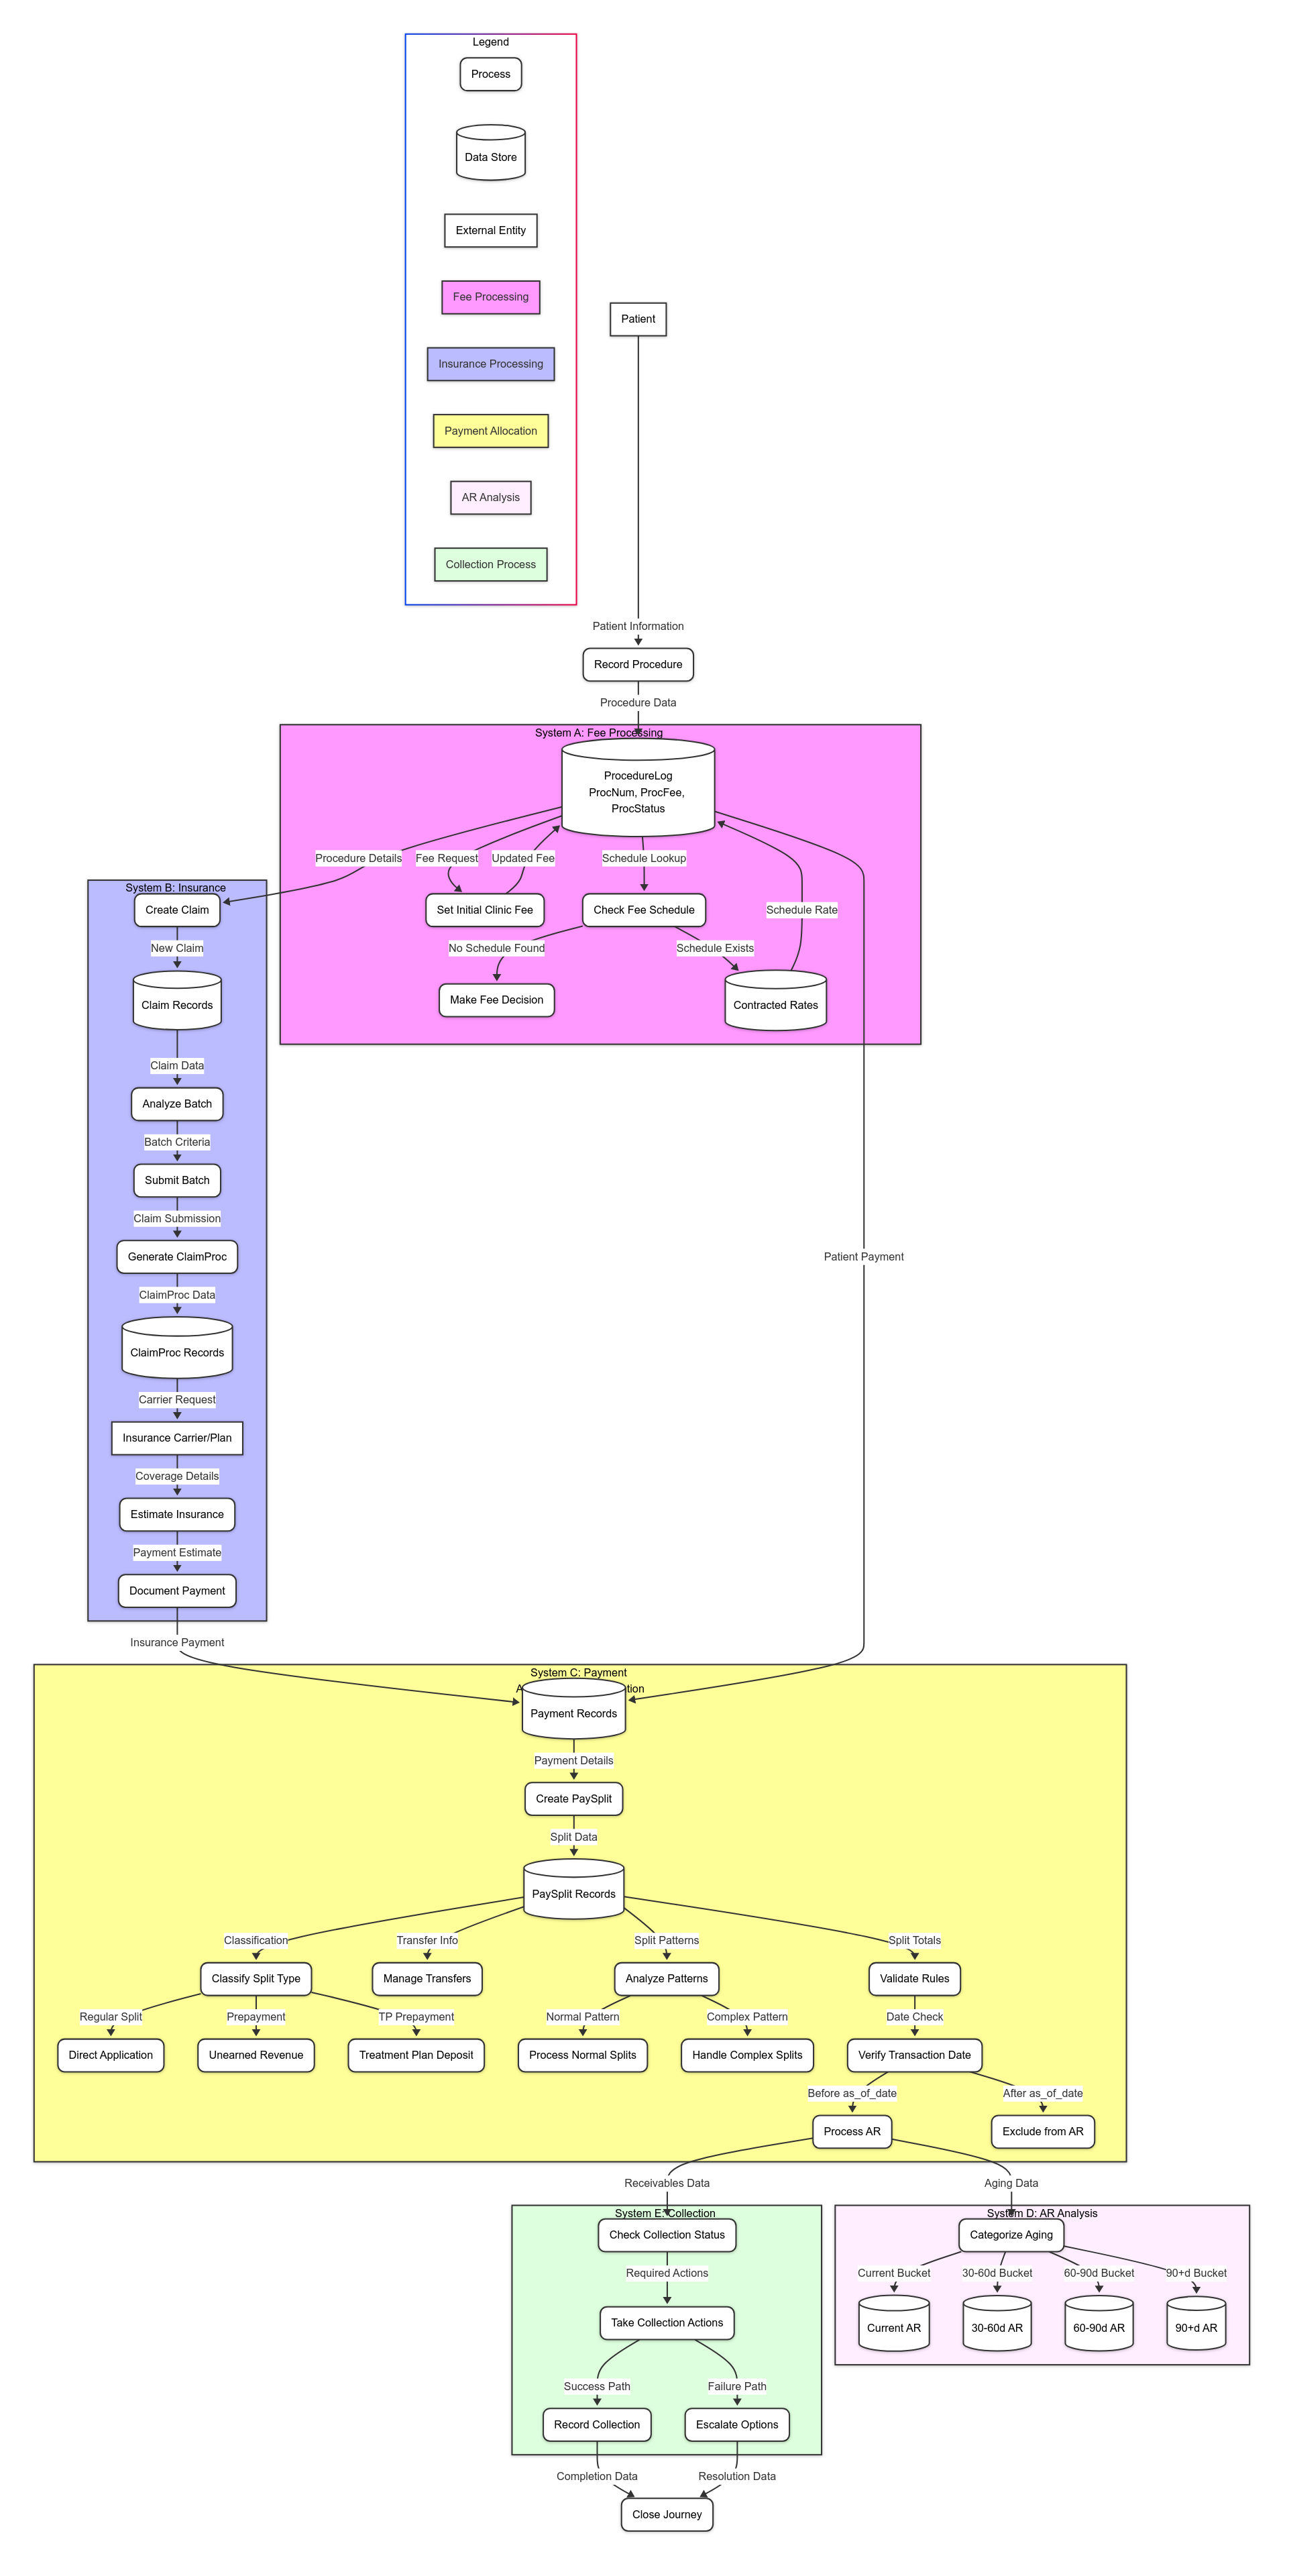 Legend
Process
Data Store
External Entity
Fee Processing
Insurance Processing
Payment Allocation
AR Analysis
Collection Process
Patient
Patient Information
Record Procedure
Procedure Data
System A: Fee Processing
ProcedureLog
ProcNum, ProcFee,
ProcStatus
Procedure Details
Fee Request
Updated Fee
Schedule Lookup
Set Initial Clinic Fee
Check Fee Schedule
Schedule Rate
No Schedule Found
Schedule Exists
Make Fee Decision
Contracted Rates
System B: Insurance
Create Claim
New Claim
Claim Records
Claim Data
Analyze Batch
Batch Criteria
Submit Batch
Claim Submission
Generate ClaimProc
ClaimProc Data
ClaimProc Records
Carrier Request
Insurance Carrier/Plan
Coverage Details
Estimate Insurance
Payment Estimate
Document Payment
Insurance Payment
Patient Payment
System C: Payment
Payment Records
Payment Details
Create PaySplit
Split Data
PaySplit Records
Classification
Transfer Info
Split Patterns
Split Totals
Classify Split Type
Manage Transfers
Analyze Patterns
Validate Rules
Regular Split
Prepayment
TP Prepayment
Normal Pattern
Complex Pattern
Date Check
Direct Application
Unearned Revenue
Treatment Plan Deposit
Process Normal Splits
Handle Complex Splits
Verify Transaction Date
Before as_of_date
After as_of_date
Process AR
Exclude from AR
Receivables Data
Aging Data
System E: Collection
Check Collection Status
Required Actions
Take Collection Actions
Success Path
Failure Path
Record Collection
Escalate Options
Completion Data
Resolution Data
Close Journey
System D: AR Analysis
Categorize Aging
Current Bucket
30-60d Bucket
60-90d Bucket
90+d Bucket
Current AR
30-60d AR
60-90d AR
90+d AR